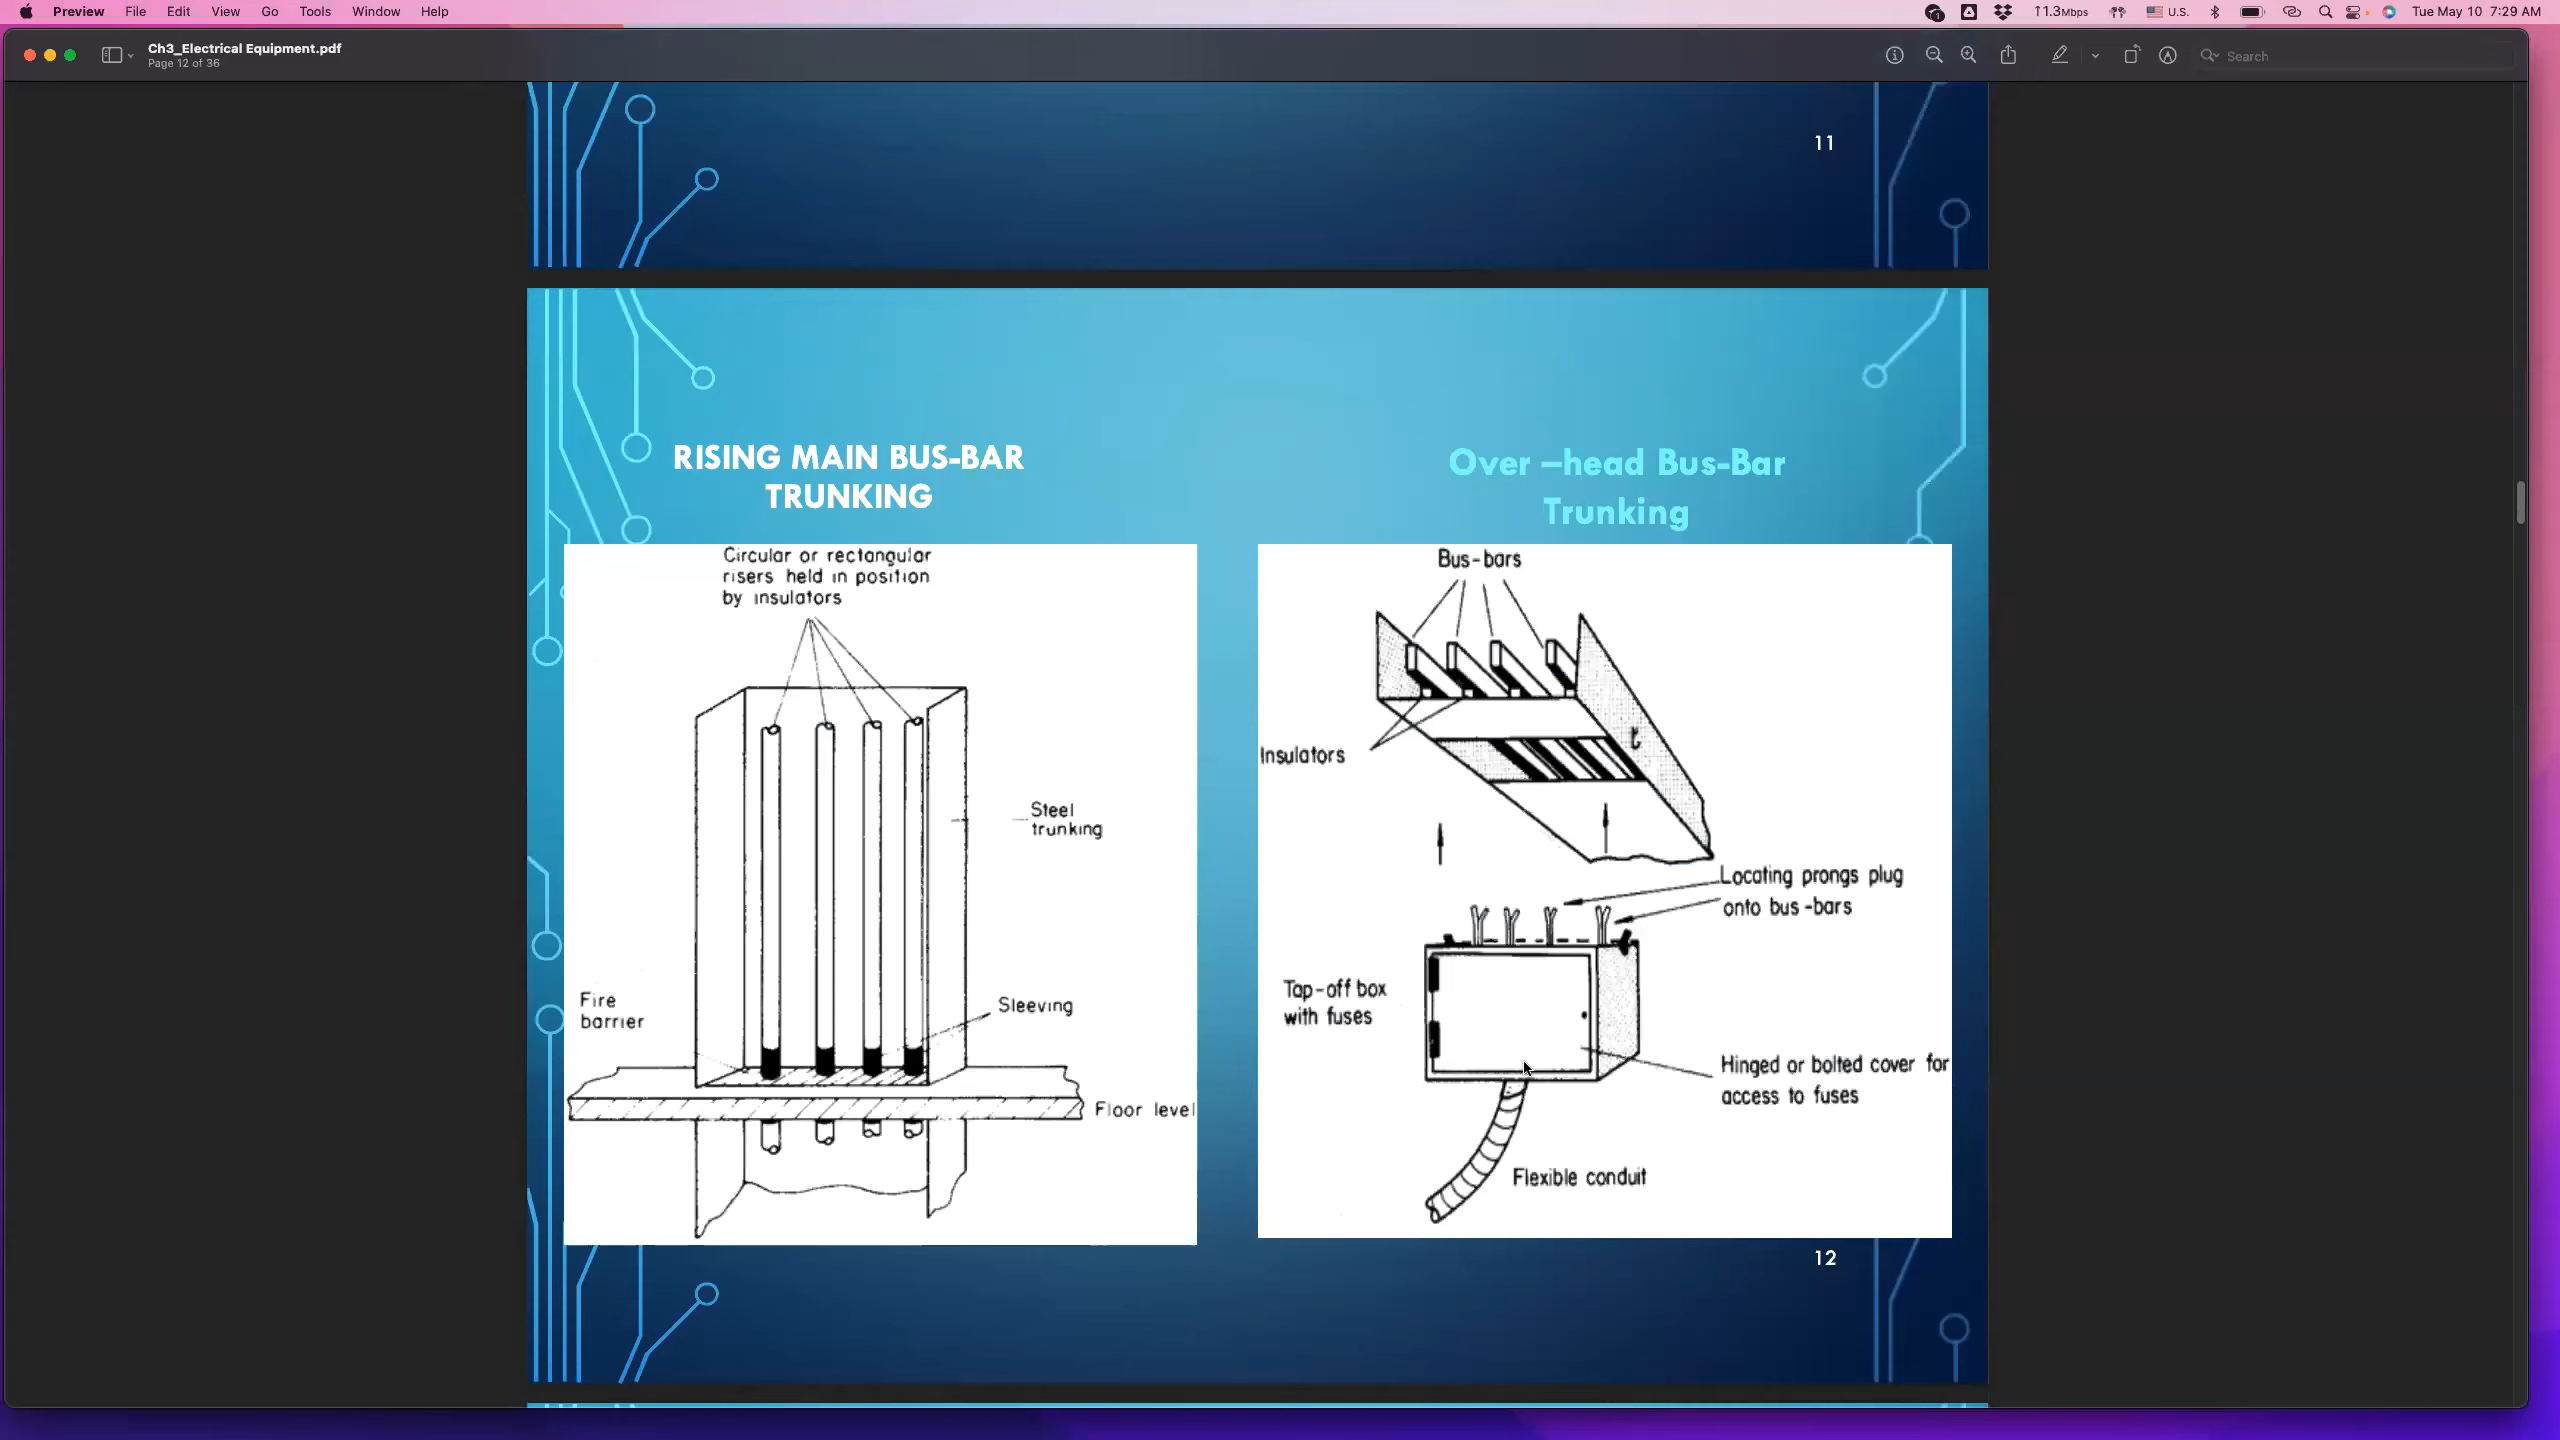 Preview File Edit View Go Tools Window Help
1.3Mbps U.S. Tue May 10 7:29 AM
Ch3_Electrical Equipment.pdf
Page 12 of 36
Search
11
RISING MAIN BUS-BAR
TRUNKING
Circular or rectangular
risers held in position
by insulators
Steel
trunking
Fire
barrier
Sleeving
Floor level
Over –head Bus-Bar
Trunking
Bus-bars
Insulators
t
Locating prongs plug
onto bus-bars
Tap-off box
with fuses
Hinged or bolted cover for
access to fuses
Flexible conduit
12